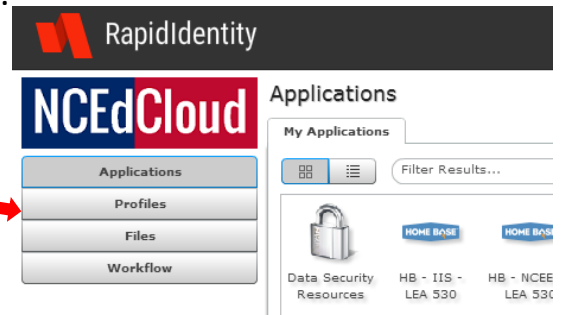 RapidIdentity
NCEdCloud
Applications
Profiles
Files
Workflow
Applications
My Applications
Filter Results...
Data Security
Resources
HOME BASE
HB - IIS -
LEA 530
HOME BASE
HB - NCEE
LEA 530